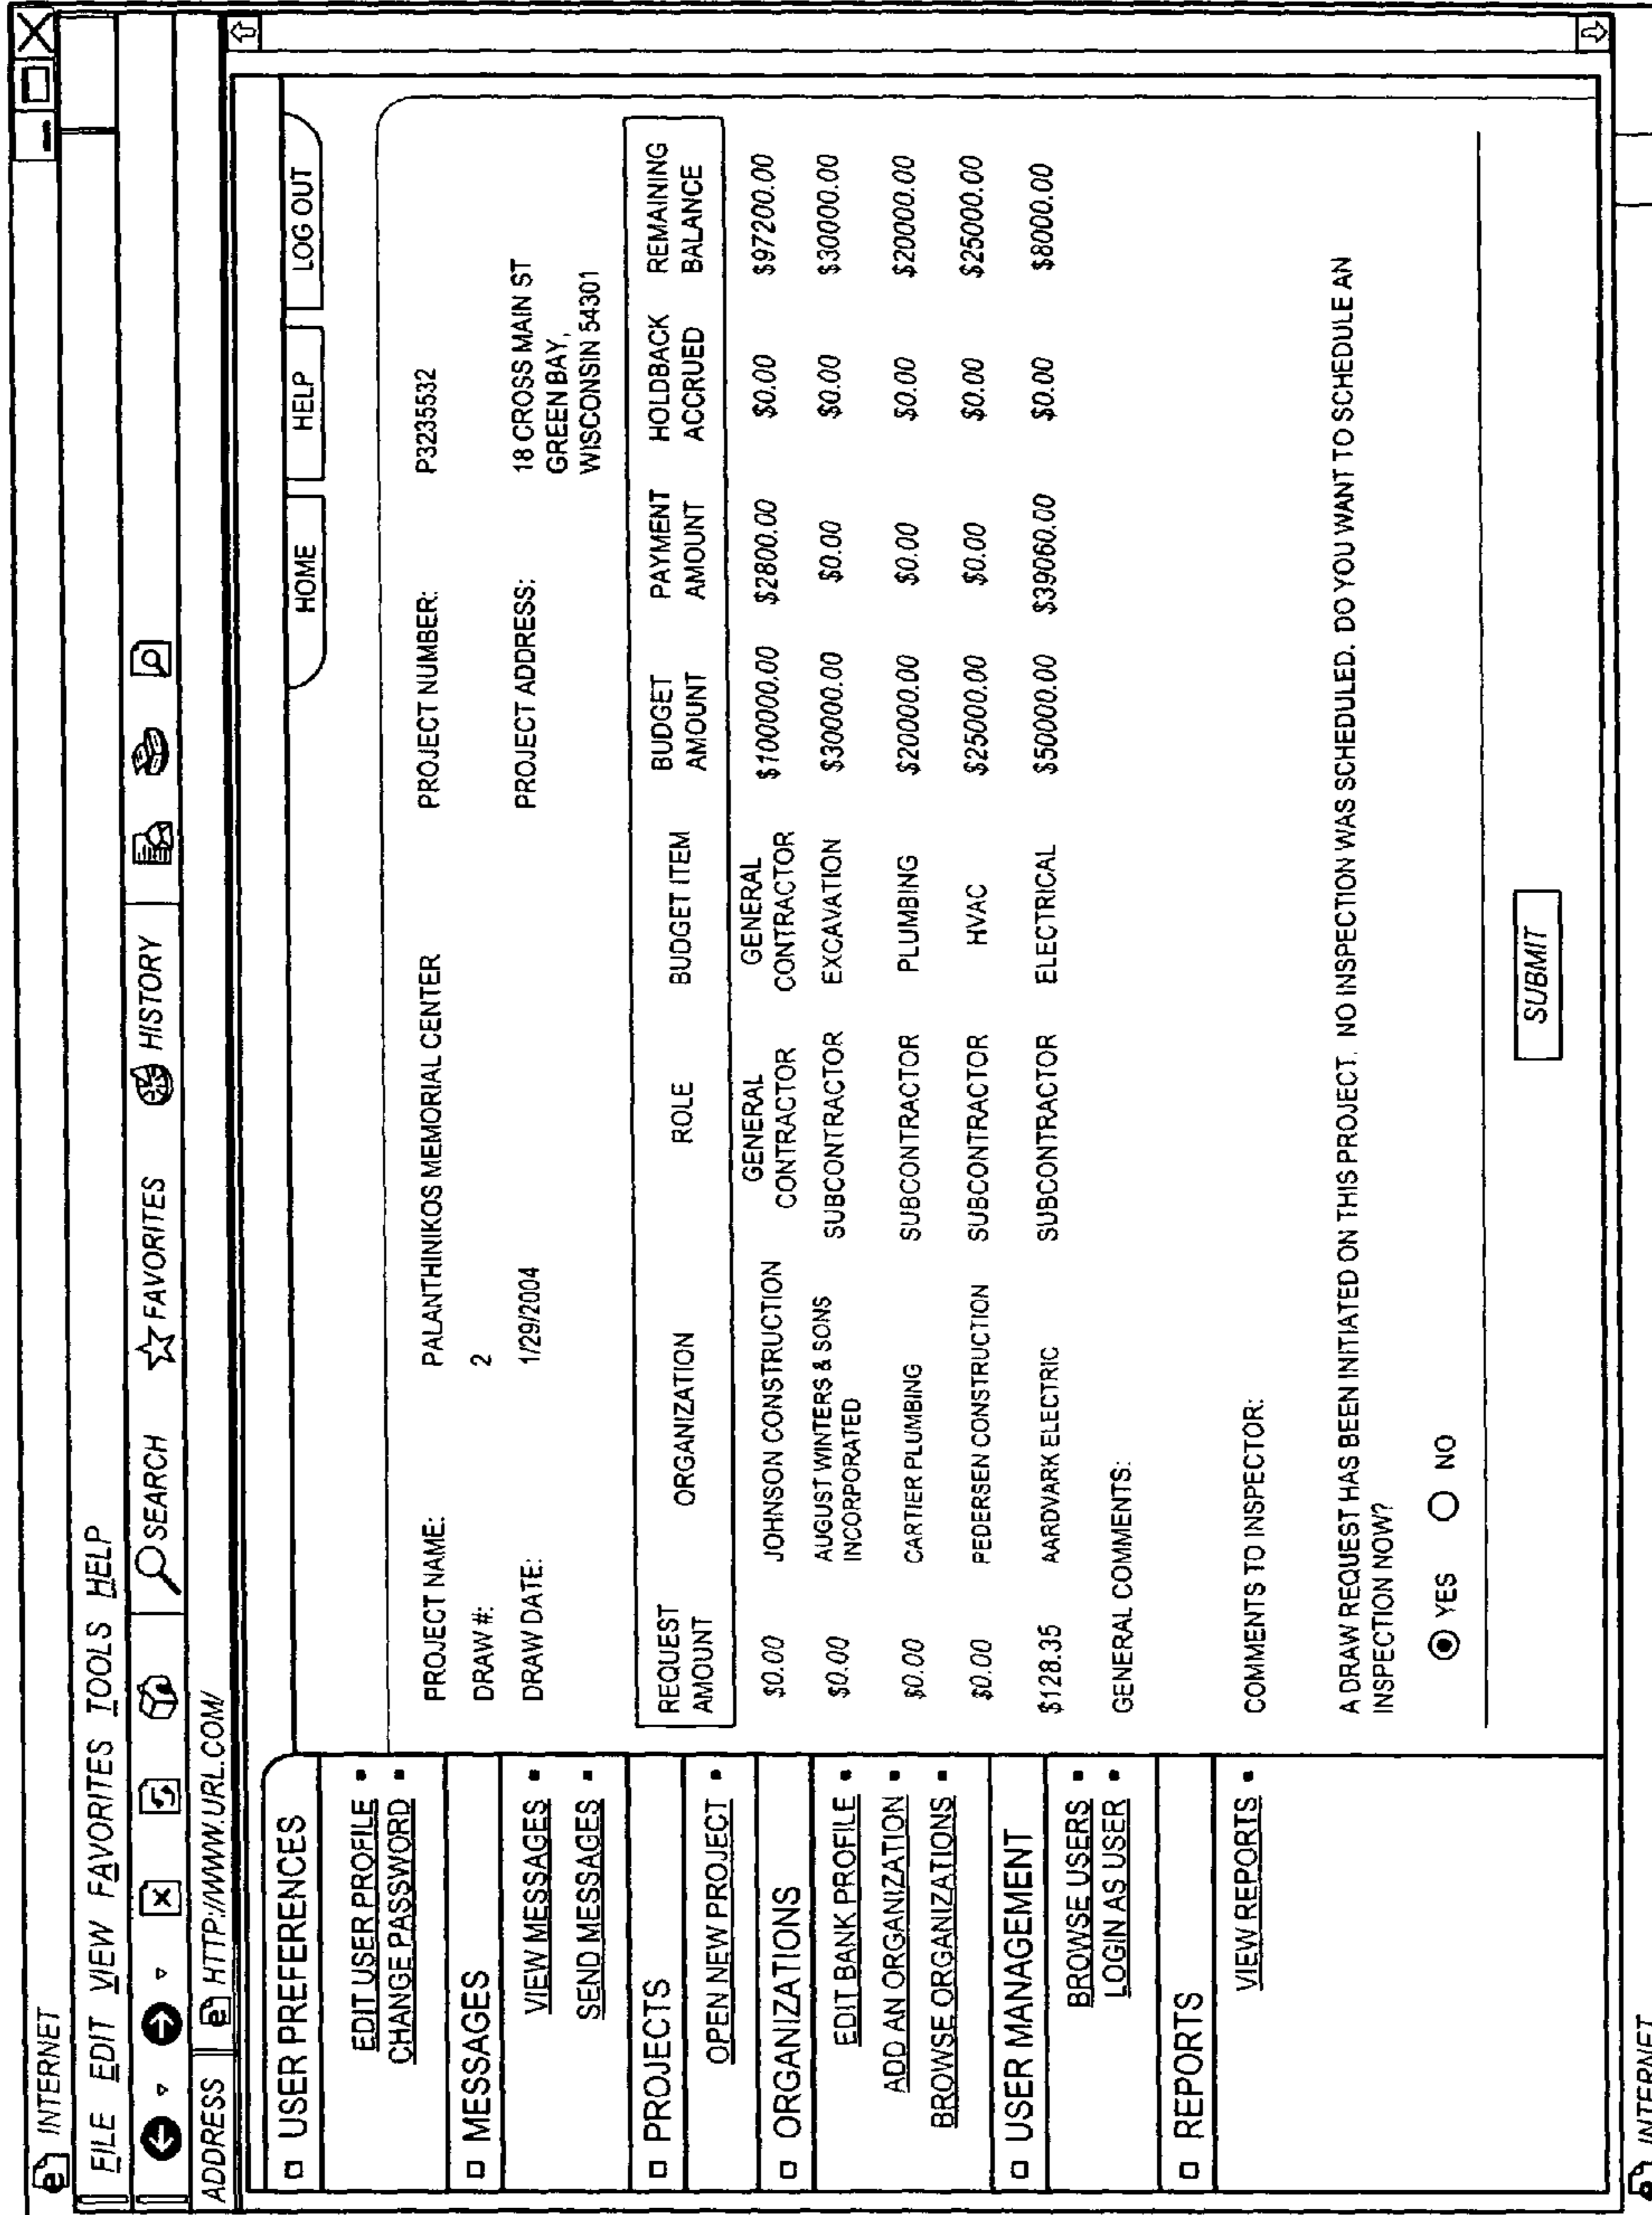 INTERNET
FILE EDIT VIEW FAVORITES TOOLS HELP
SEARCH FAVORITES HISTORY
ADDRESS HTTP://WWW.URL.COM/
HOME HELP LOG OUT
USER PREFERENCES
EDIT USER PROFILE
CHANGE PASSWORD
MESSAGES
VIEW MESSAGES
SEND MESSAGES
PROJECTS
OPEN NEW PROJECT
ORGANIZATIONS
EDIT BANK PROFILE
ADD AN ORGANIZATION
BROWSE ORGANIZATIONS
USER MANAGEMENT
BROWSE USERS
LOGIN AS USER
REPORTS
VIEW REPORTS
PROJECT NAME: PALANTHINIKOS MEMORIAL CENTER PROJECT NUMBER: P3235532
DRAW #: 2
DRAW DATE: 1/29/2004 PROJECT ADDRESS: 18 CROSS MAIN ST
GREEN BAY,
WISCONSIN 54301
REQUEST ORGANIZATION ROLE BUDGET ITEM BUDGET PAYMENT HOLDBACK REMAINING
AMOUNT AMOUNT AMOUNT ACCRUED BALANCE
$0.00 JOHNSON CONSTRUCTION GENERAL GENERAL $100000.00 $2800.00 $0.00 $97200.00
CONTRACTOR CONTRACTOR
$0.00 AUGUST WINTERS & SONS SUBCONTRACTOR EXCAVATION $30000.00 $0.00 $0.00 $30000.00
INCORPORATED
$0.00 CARTIER PLUMBING SUBCONTRACTOR PLUMBING $20000.00 $0.00 $0.00 $20000.00
$0.00 PEDERSEN CONSTRUCTION SUBCONTRACTOR HVAC $25000.00 $0.00 $0.00 $25000.00
$128.35 AARDVARK ELECTRIC SUBCONTRACTOR ELECTRICAL $50000.00 $39060.00 $0.00 $8000.00
GENERAL COMMENTS:
COMMENTS TO INSPECTOR:
A DRAW REQUEST HAS BEEN INITIATED ON THIS PROJECT. NO INSPECTION WAS SCHEDULED. DO YOU WANT TO SCHEDULE AN
INSPECTION NOW?
YES NO
SUBMIT
INTERNET